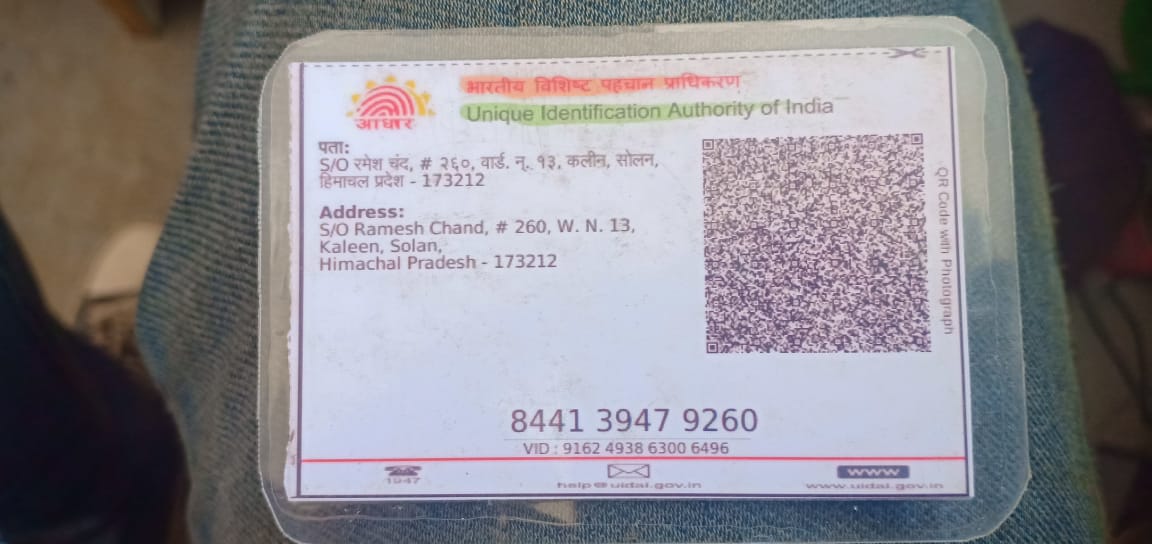 भारतीय विशिष्ट पहचान प्राधिकरण
Unique Identification Authority of India
आधार
पता:
S/O रमेश चंद, # २६०, वार्ड. नू. १३, कलीन, सोलन,
हिमाचल प्रदेश - 173212
Address:
S/O Ramesh Chand, # 260, W. N. 13,
Kaleen, Solan,
Himachal Pradesh - 173212
QR Code with Photograph
8441 3947 9260
VID : 9162 4938 6300 6496
1947
help@uidai.gov.in
www
www.uidai.gov.in